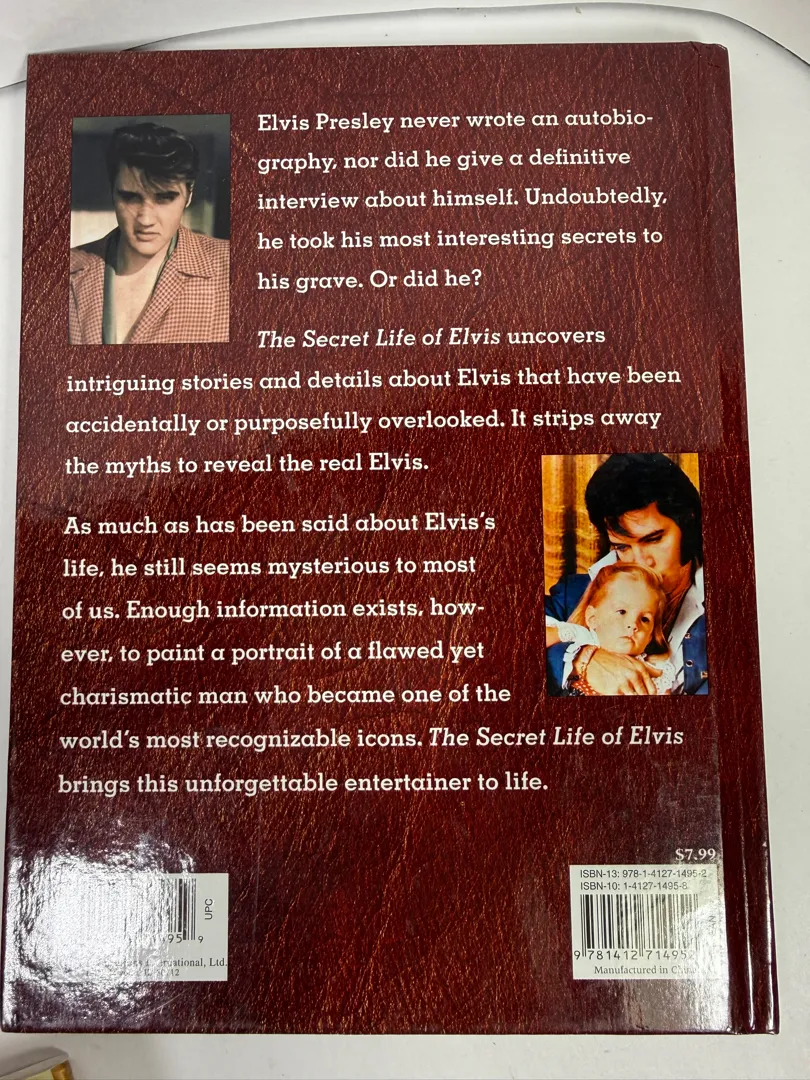 Elvis Presley never wrote an autobio-
graphy, nor did he give a definitive
interview about himself. Undoubtedly,
he took his most interesting secrets to
his grave. Or did he?
The Secret Life of Elvis uncovers
intriguing stories and details about Elvis that have been
accidentally or purposefully overlooked. It strips away
the myths to reveal the real Elvis.
As much as has been said about Elvis's
life, he still seems mysterious to most
of us. Enough information exists, how-
ever, to paint a portrait of a flawed yet
charismatic man who became one of the
world's most recognizable icons. The Secret Life of Elvis
brings this unforgettable entertainer to life.
UPC
9
Ltd.
$7.99
ISBN-13: 978-1-4127-1495-2
ISBN-10: 1-4127-1495-8
9 781412 71495
Manufactured in